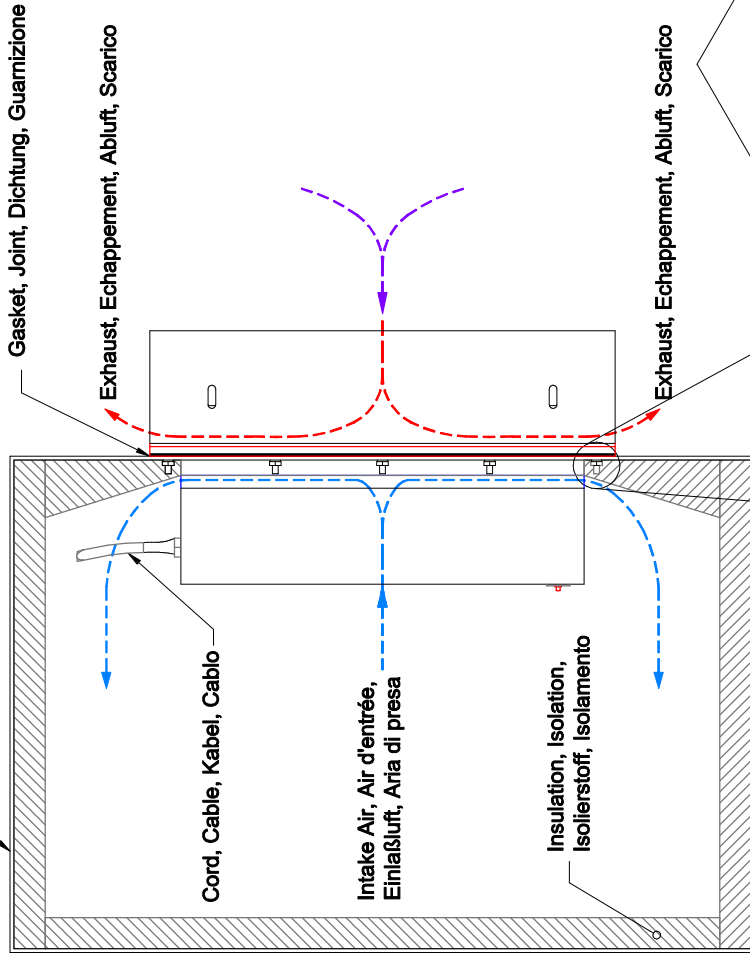 Gasket, Joint, Dichtung, Guarnizione
Exhaust, Echappement, Abluft, Scarico
Exhaust, Echappement, Abluft, Scarico
Cord, Cable, Kabel, Cablo
Intake Air, Air d'entrée,
Einlaßluft, Aria di presa
Insulation, Isolation,
Isolierstoff, Isolamento